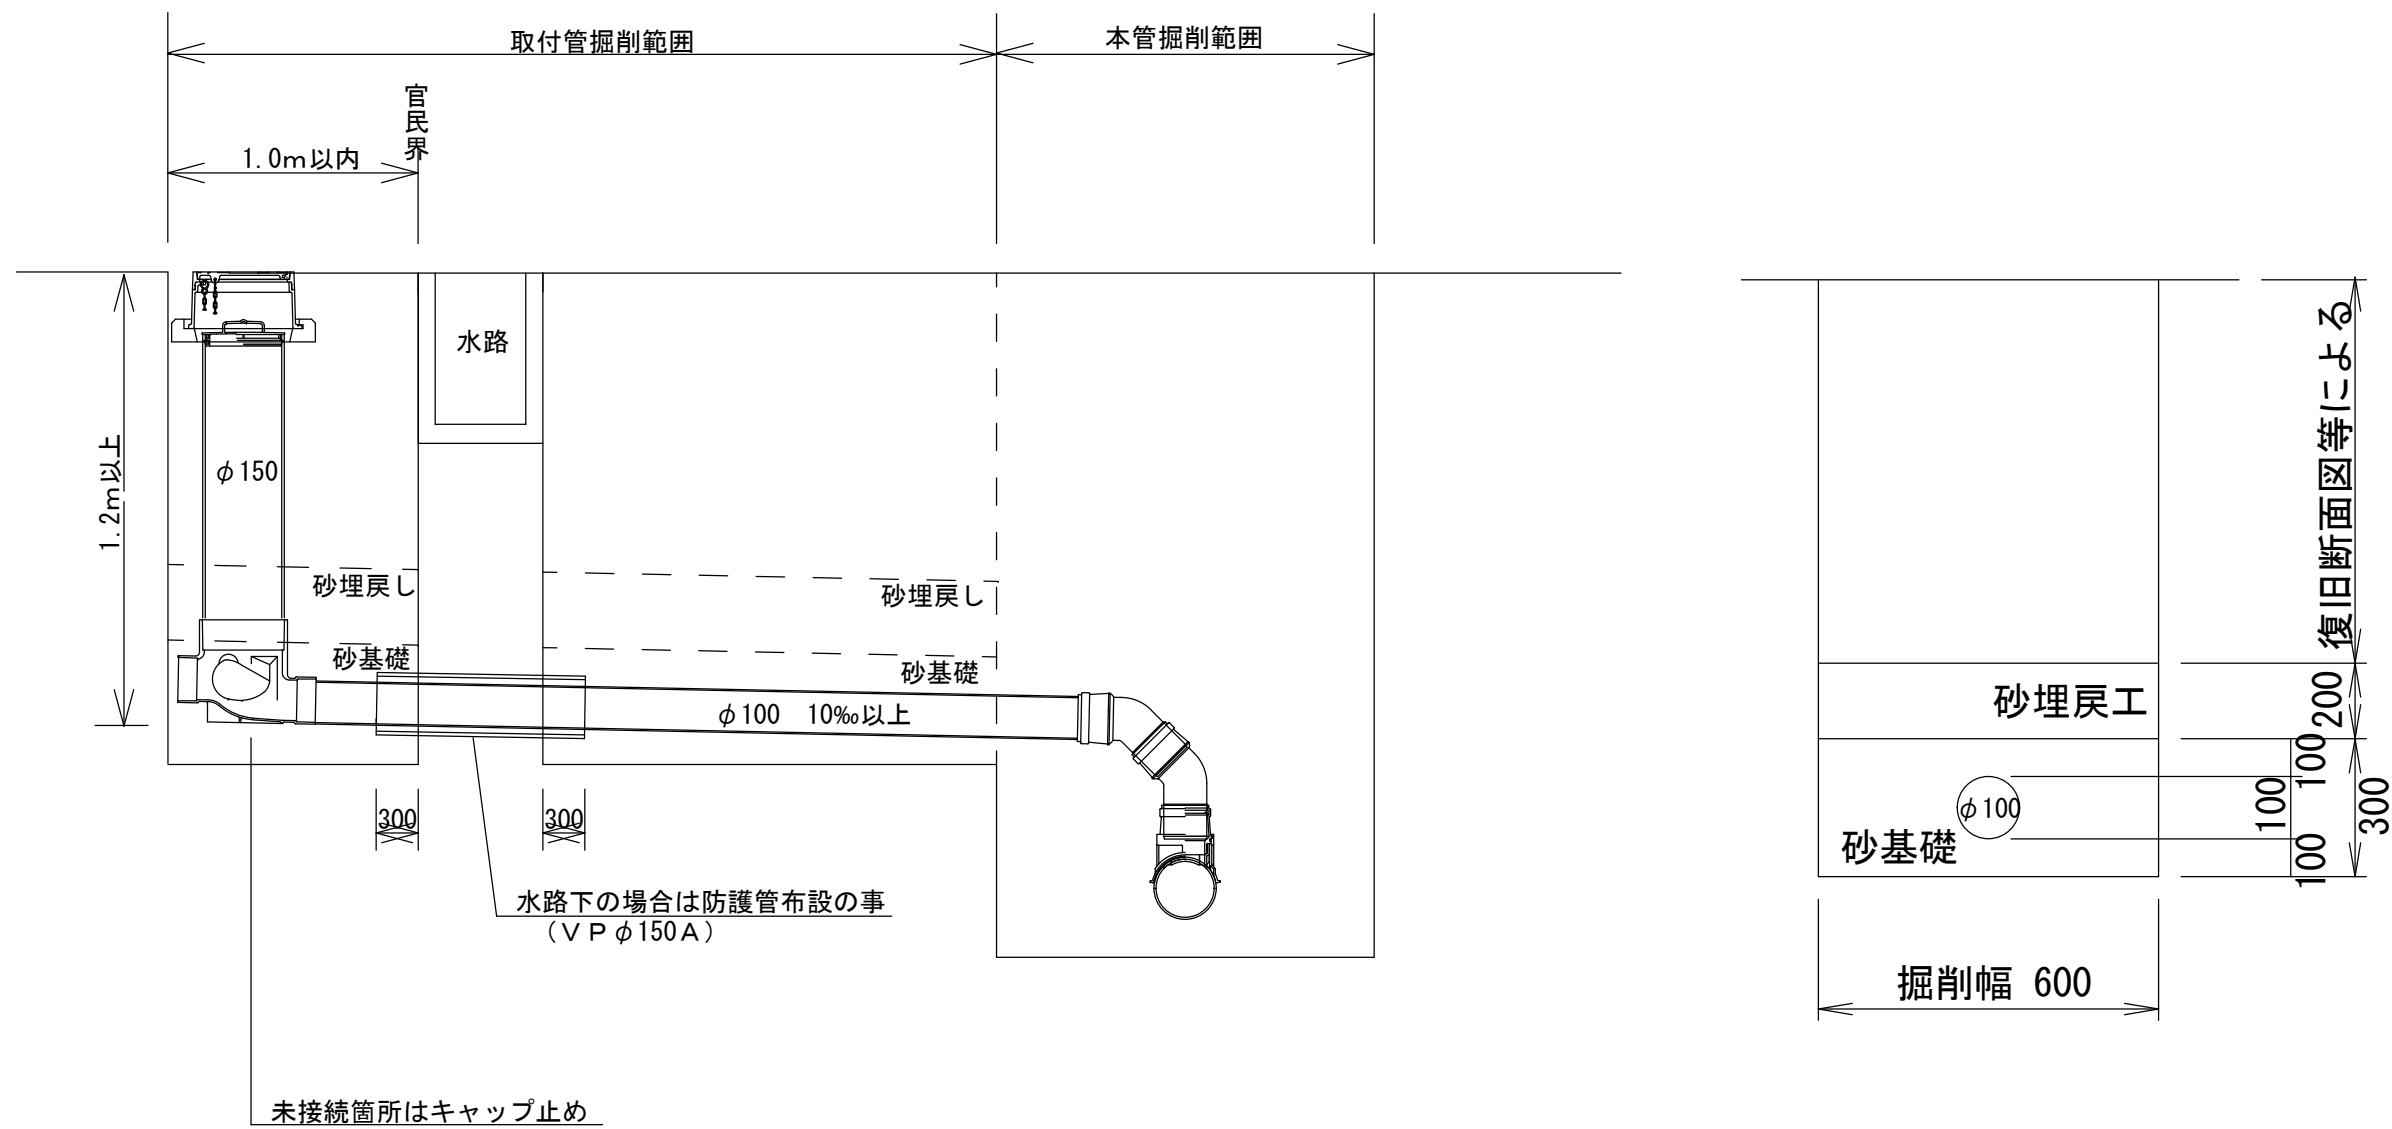 取付管掘削範囲
本管掘削範囲
官民界
1.0m以内
水路
1.2m以上
φ150
砂埋戻し
砂埋戻し
砂基礎
砂基礎
φ100 10‰以上
300
300
水路下の場合は防護管布設の事
（ＶＰφ150Ａ）
未接続箇所はキャップ止め
復旧断面図等による
砂埋戻工
200
φ100
砂基礎
100
100
100
300
掘削幅 600